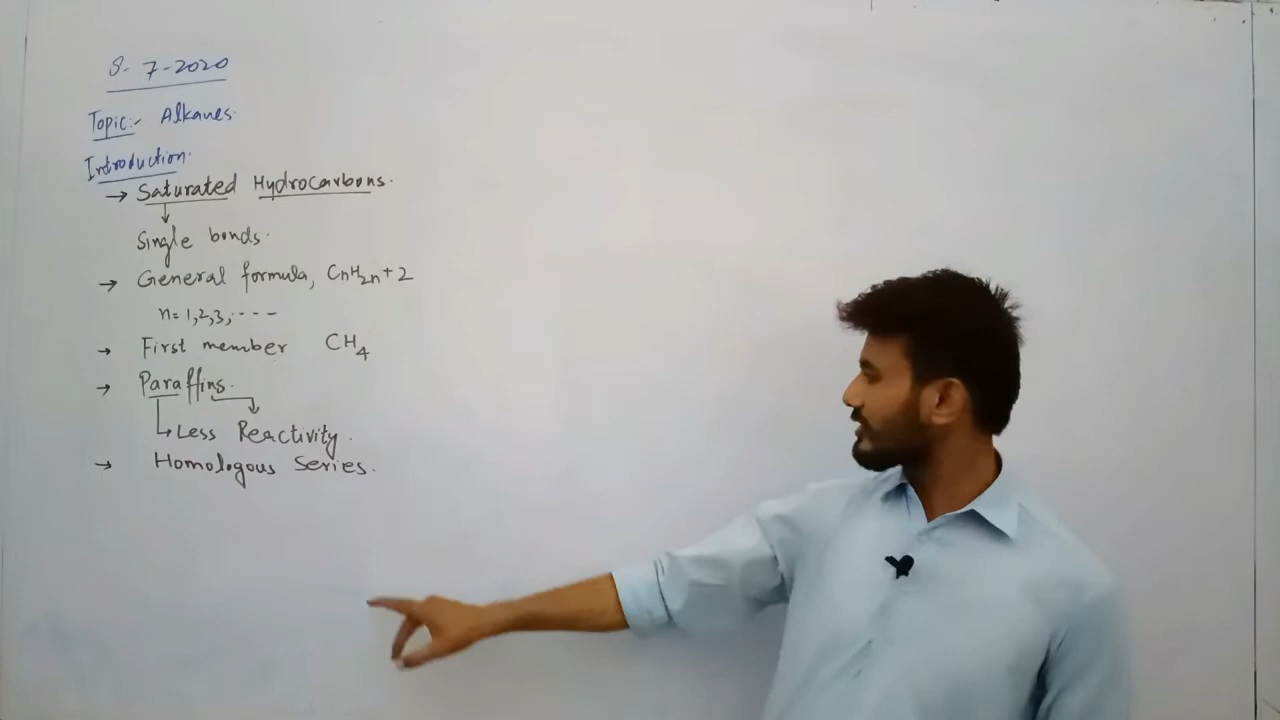 8-7-2020
Topic:- Alkanes.
Introduction.
→ Saturated Hydrocarbons.
↓
Single bonds.
→ General formula, CnH2n+2
n=1,2,3,----
→ First member CH4
→ Paraffins.
↳Less Reactivity.
→ Homologous Series.